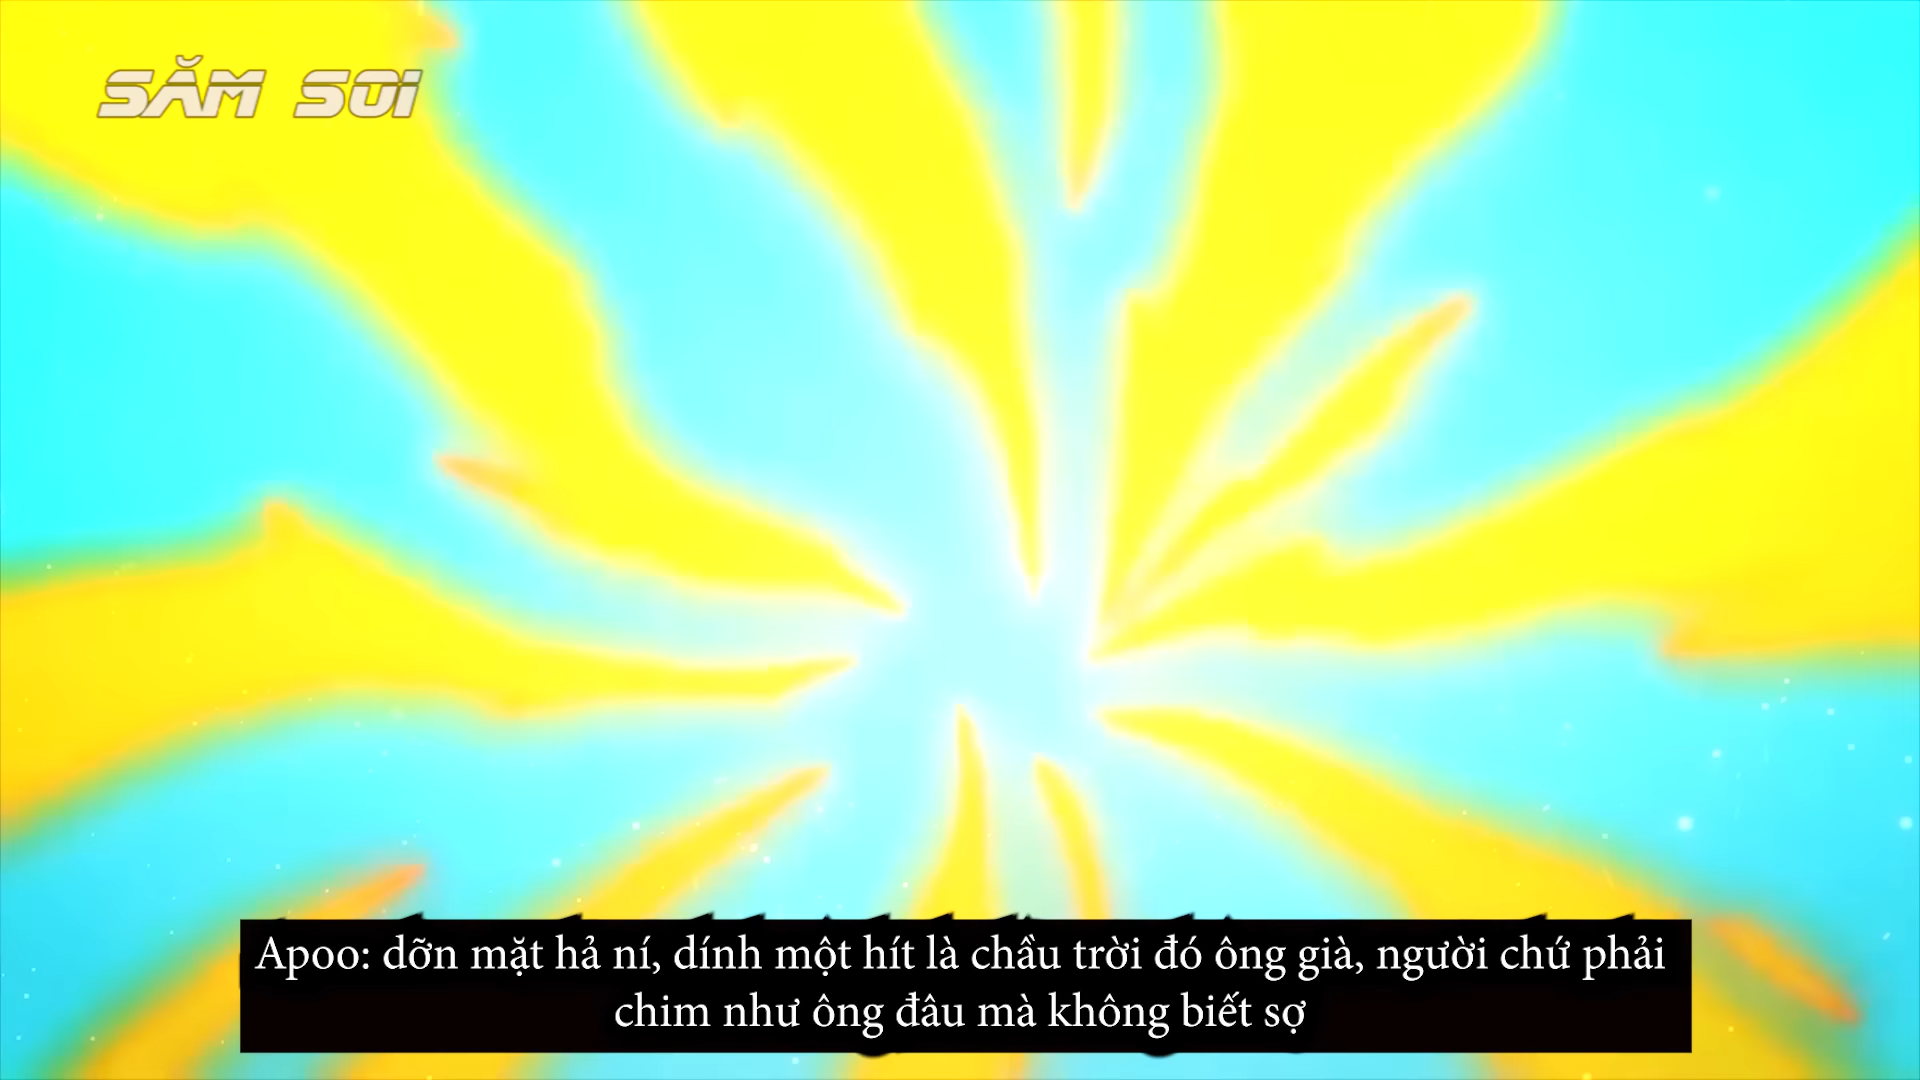 SĂM SOI
Apoo: dỡn mặt hả ní, dính một hít là chầu trời đó ông già, người chứ phải
chim như ông đâu mà không biết sợ